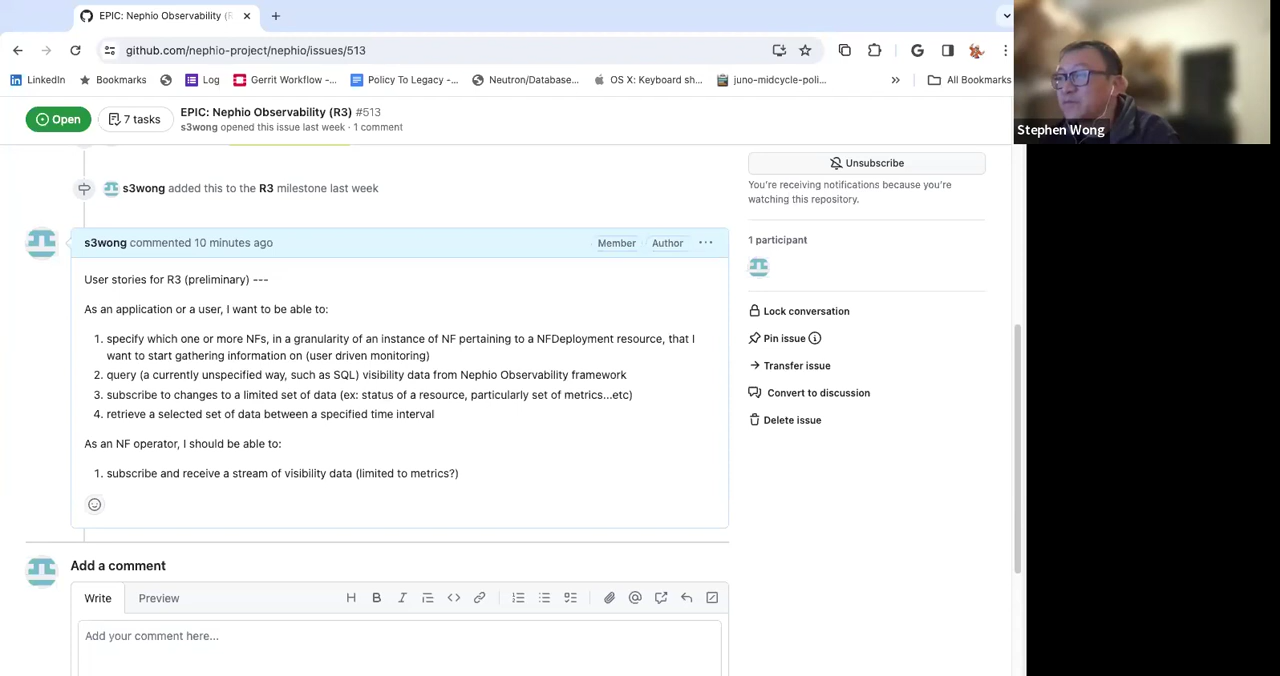 EPIC: Nephio Observability (R
github.com/nephio-project/nephio/issues/513
LinkedIn
Bookmarks
Log
Gerrit Workflow –...
Policy To Legacy -...
Neutron/Database...
OS X: Keyboard sh...
juno-midcycle-poli...
»
All Bookmarks
Stephen Wong
Open
7 tasks
EPIC: Nephio Observability (R3) #513
s3wong opened this issue last week · 1 comment
s3wong added this to the R3 milestone last week
s3wong commented 10 minutes ago
Member
Author
User stories for R3 (preliminary) ---
As an application or a user, I want to be able to:
1. specify which one or more NFs, in a granularity of an instance of NF pertaining to a NFDeployment resource, that I
want to start gathering information on (user driven monitoring)
2. query (a currently unspecified way, such as SQL) visibility data from Nephio Observability framework
3. subscribe to changes to a limited set of data (ex: status of a resource, particularly set of metrics...etc)
4. retrieve a selected set of data between a specified time interval
As an NF operator, I should be able to:
1. subscribe and receive a stream of visibility data (limited to metrics?)
Unsubscribe
You're receiving notifications because you're
watching this repository.
1 participant
Lock conversation
Pin issue
Transfer issue
Convert to discussion
Delete issue
Add a comment
Write
Preview
H B I
Add your comment here...